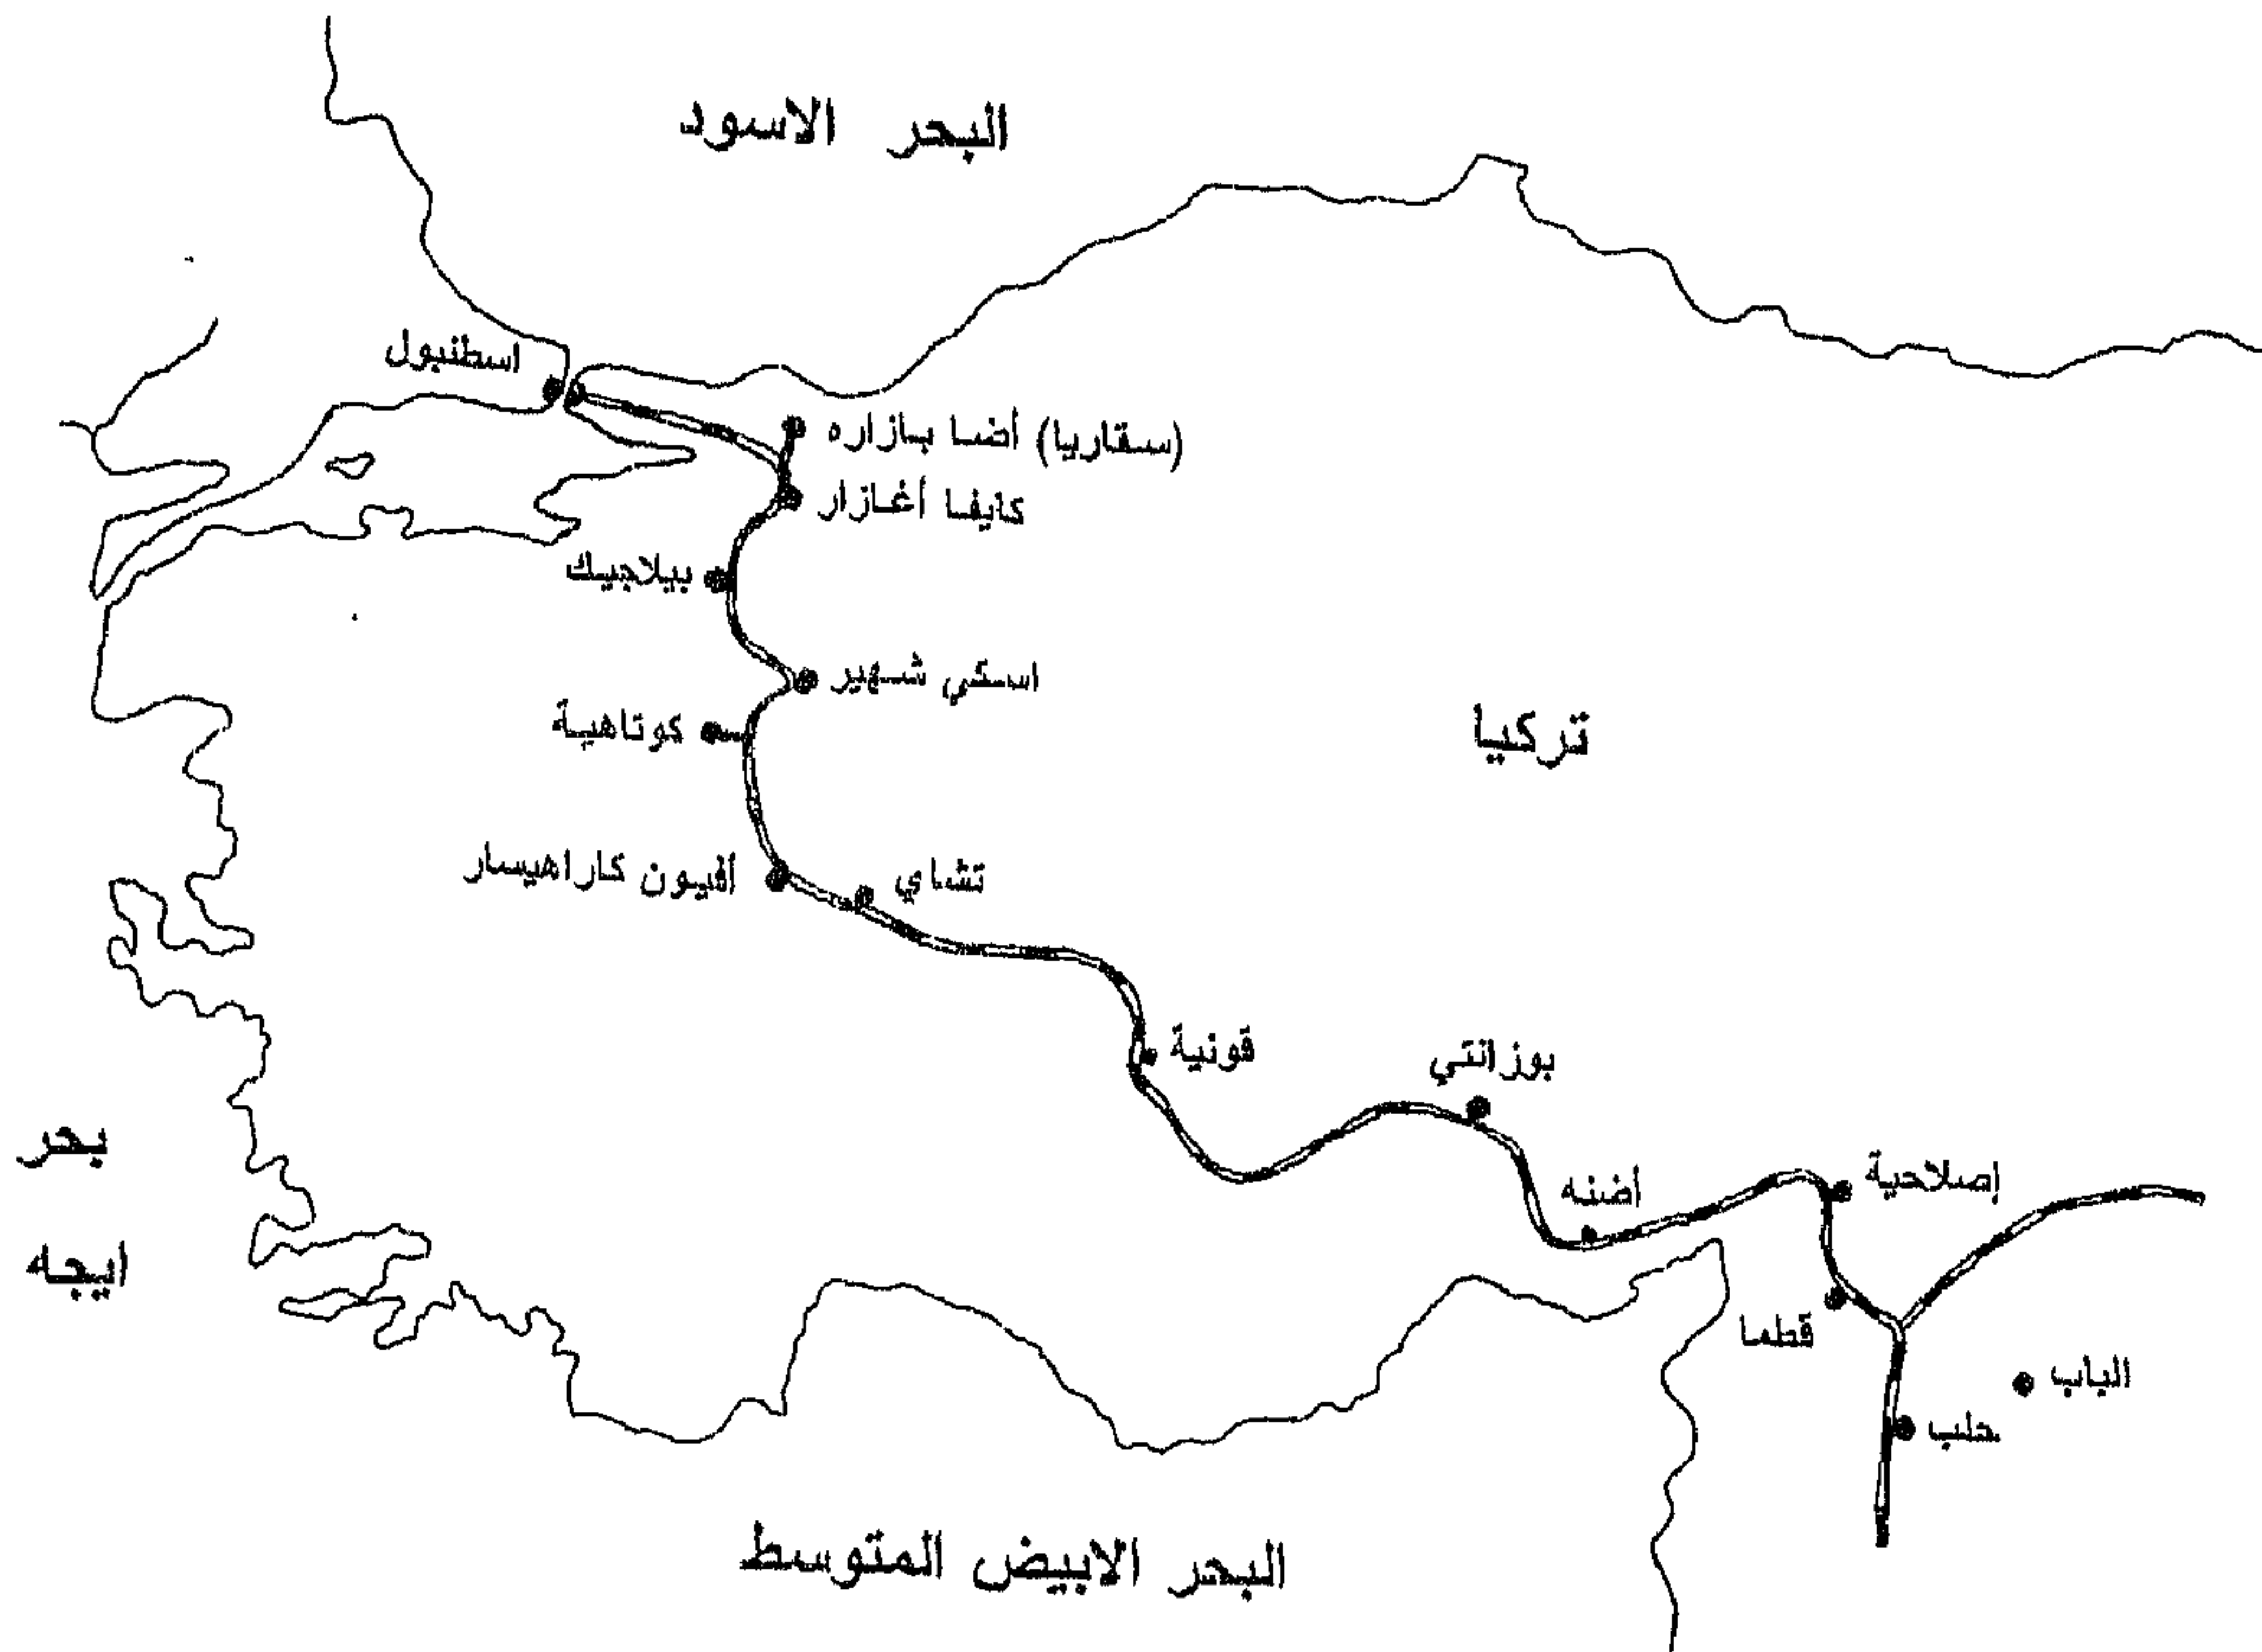 البحر الاسود
اسطنبول
(سقاريا) أضا بازاره
كايفا أغازار
بيلاجيك
اسكي شهير
كوتاهية
تركيا
أفيون كاراهيسار
تشاي
قونية
بوزانتي
بحر
ايجه
اضنه
إصلاحية
قطما
الباب
حلب
البحر الابيض المتوسط